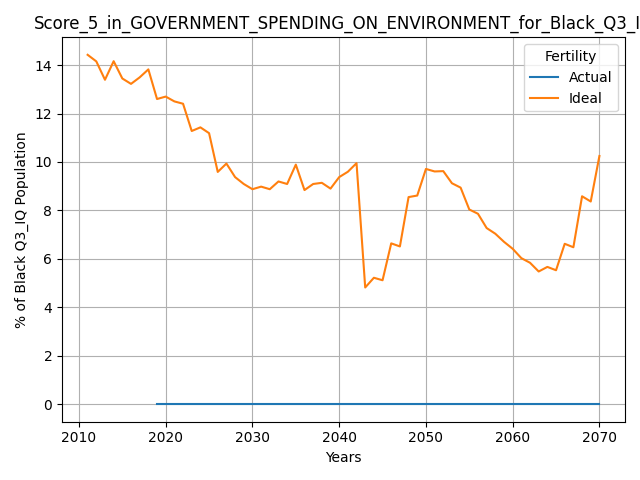 Score_5_in_GOVERNMENT_SPENDING_ON_ENVIRONMENT_for_Black_Q3_I
Fertility
Actual
Ideal
% of Black Q3_IQ Population
14
12
10
8
6
4
2
0
2010 2020 2030 2040 2050 2060 2070
Years